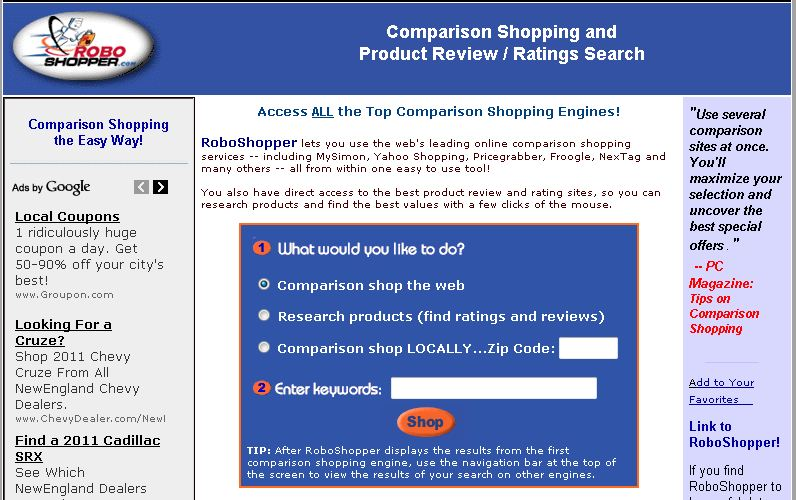 ROBO
SHOPPER.com
Comparison Shopping and
Product Review / Ratings Search
Comparison Shopping
the Easy Way!
Ads by Google
Local Coupons
1 ridiculously huge
coupon a day. Get
50-90% off your city's
best!
www.Groupon.com
Looking For a
Cruze?
Shop 2011 Chevy
Cruze From All
NewEngland Chevy
Dealers.
www.ChevyDealer.com/NewE
Find a 2011 Cadillac
SRX
See Which
NewEngland Dealers
Access ALL the Top Comparison Shopping Engines!
RoboShopper lets you use the web's leading online comparison shopping
services -- including MySimon, Yahoo Shopping, Pricegrabber, Froogle, NexTag and
many others -- all from within one easy to use tool!
You also have direct access to the best product review and rating sites, so you can
research products and find the best values with a few clicks of the mouse.
1 What would you like to do?
Comparison shop the web
Research products (find ratings and reviews)
Comparison shop LOCALLY...Zip Code:
2 Enter keywords:
Shop
TIP: After RoboShopper displays the results from the first
comparison shopping engine, use the navigation bar at the top of
the screen to view the results of your search on other engines.
"Use several
comparison
sites at once.
You'll
maximize your
selection and
uncover the
best special
offers. "
-- PC
Magazine:
Tips on
Comparison
Shopping
Add to Your
Favorites
Link to
RoboShopper!
If you find
RoboShopper to